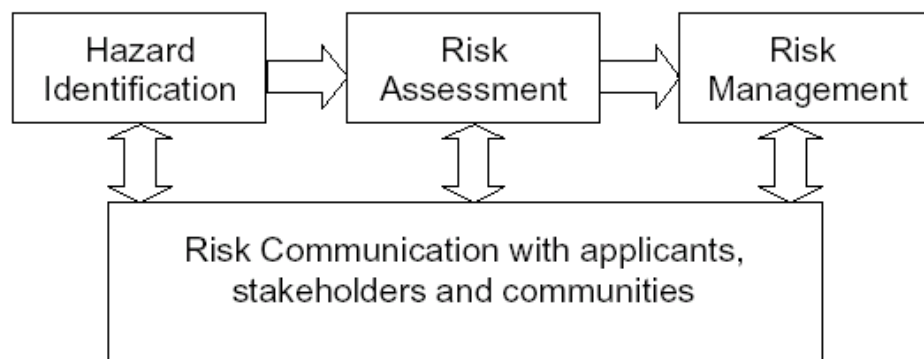 Hazard
Identification
Risk
Assessment
Risk
Management
Risk Communication with applicants,
stakeholders and communities